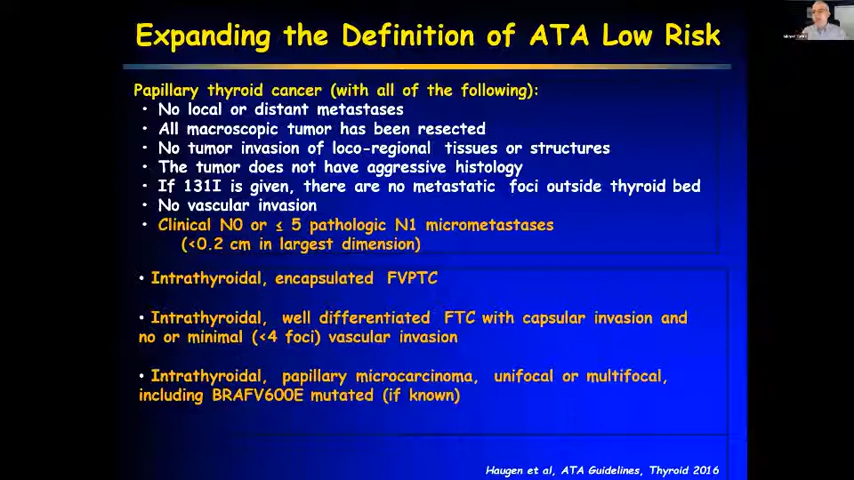 Expanding the Definition of ATA Low Risk
Papillary thyroid cancer (with all of the following):
• No local or distant metastases
• All macroscopic tumor has been resected
• No tumor invasion of loco-regional tissues or structures
• The tumor does not have aggressive histology
• If 131I is given, there are no metastatic foci outside thyroid bed
• No vascular invasion
• Clinical N0 or ≤ 5 pathologic N1 micrometastases
(<0.2 cm in largest dimension)
• Intrathyroidal, encapsulated FVPTC
• Intrathyroidal, well differentiated FTC with capsular invasion and
no or minimal (<4 foci) vascular invasion
• Intrathyroidal, papillary microcarcinoma, unifocal or multifocal,
including BRAFV600E mutated (if known)
Haugen et al, ATA Guidelines, Thyroid 2016